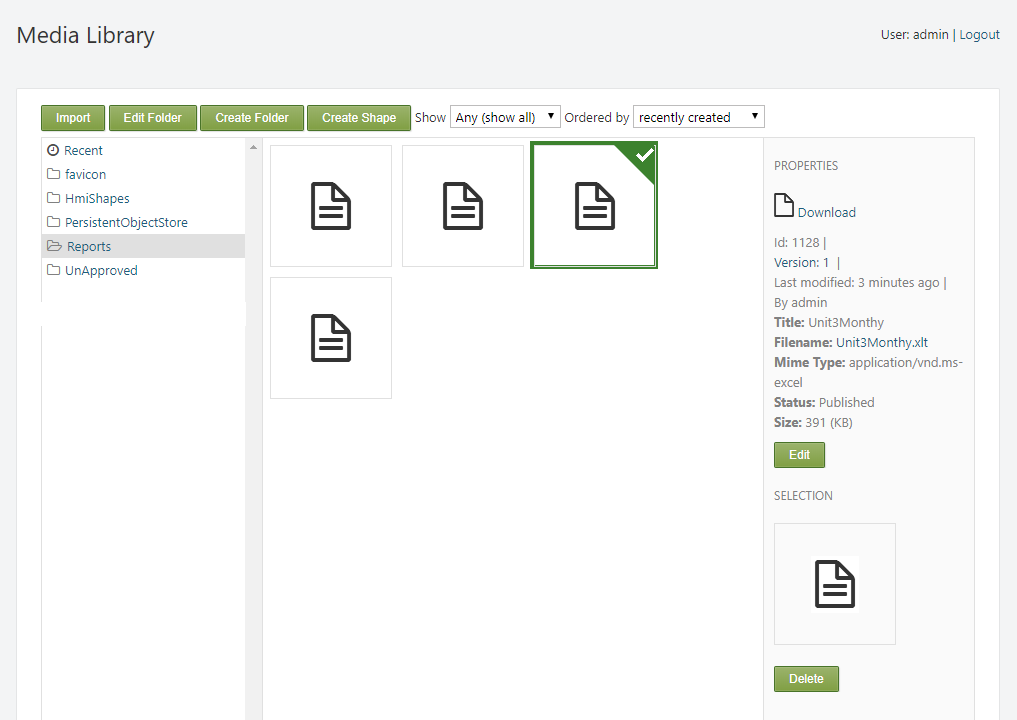 Media Library
User: admin | Logout
Import Edit Folder Create Folder Create Shape Show Any (show all) Ordered by recently created
Recent
favicon
HmiShapes
PersistentObjectStore
Reports
UnApproved
PROPERTIES
Download
Id: 1128 |
Version: 1 |
Last modified: 3 minutes ago |
By admin
Title: Unit3Monthy
Filename: Unit3Monthy.xlt
Mime Type: application/vnd.ms-
excel
Status: Published
Size: 391 (KB)
Edit
SELECTION
Delete